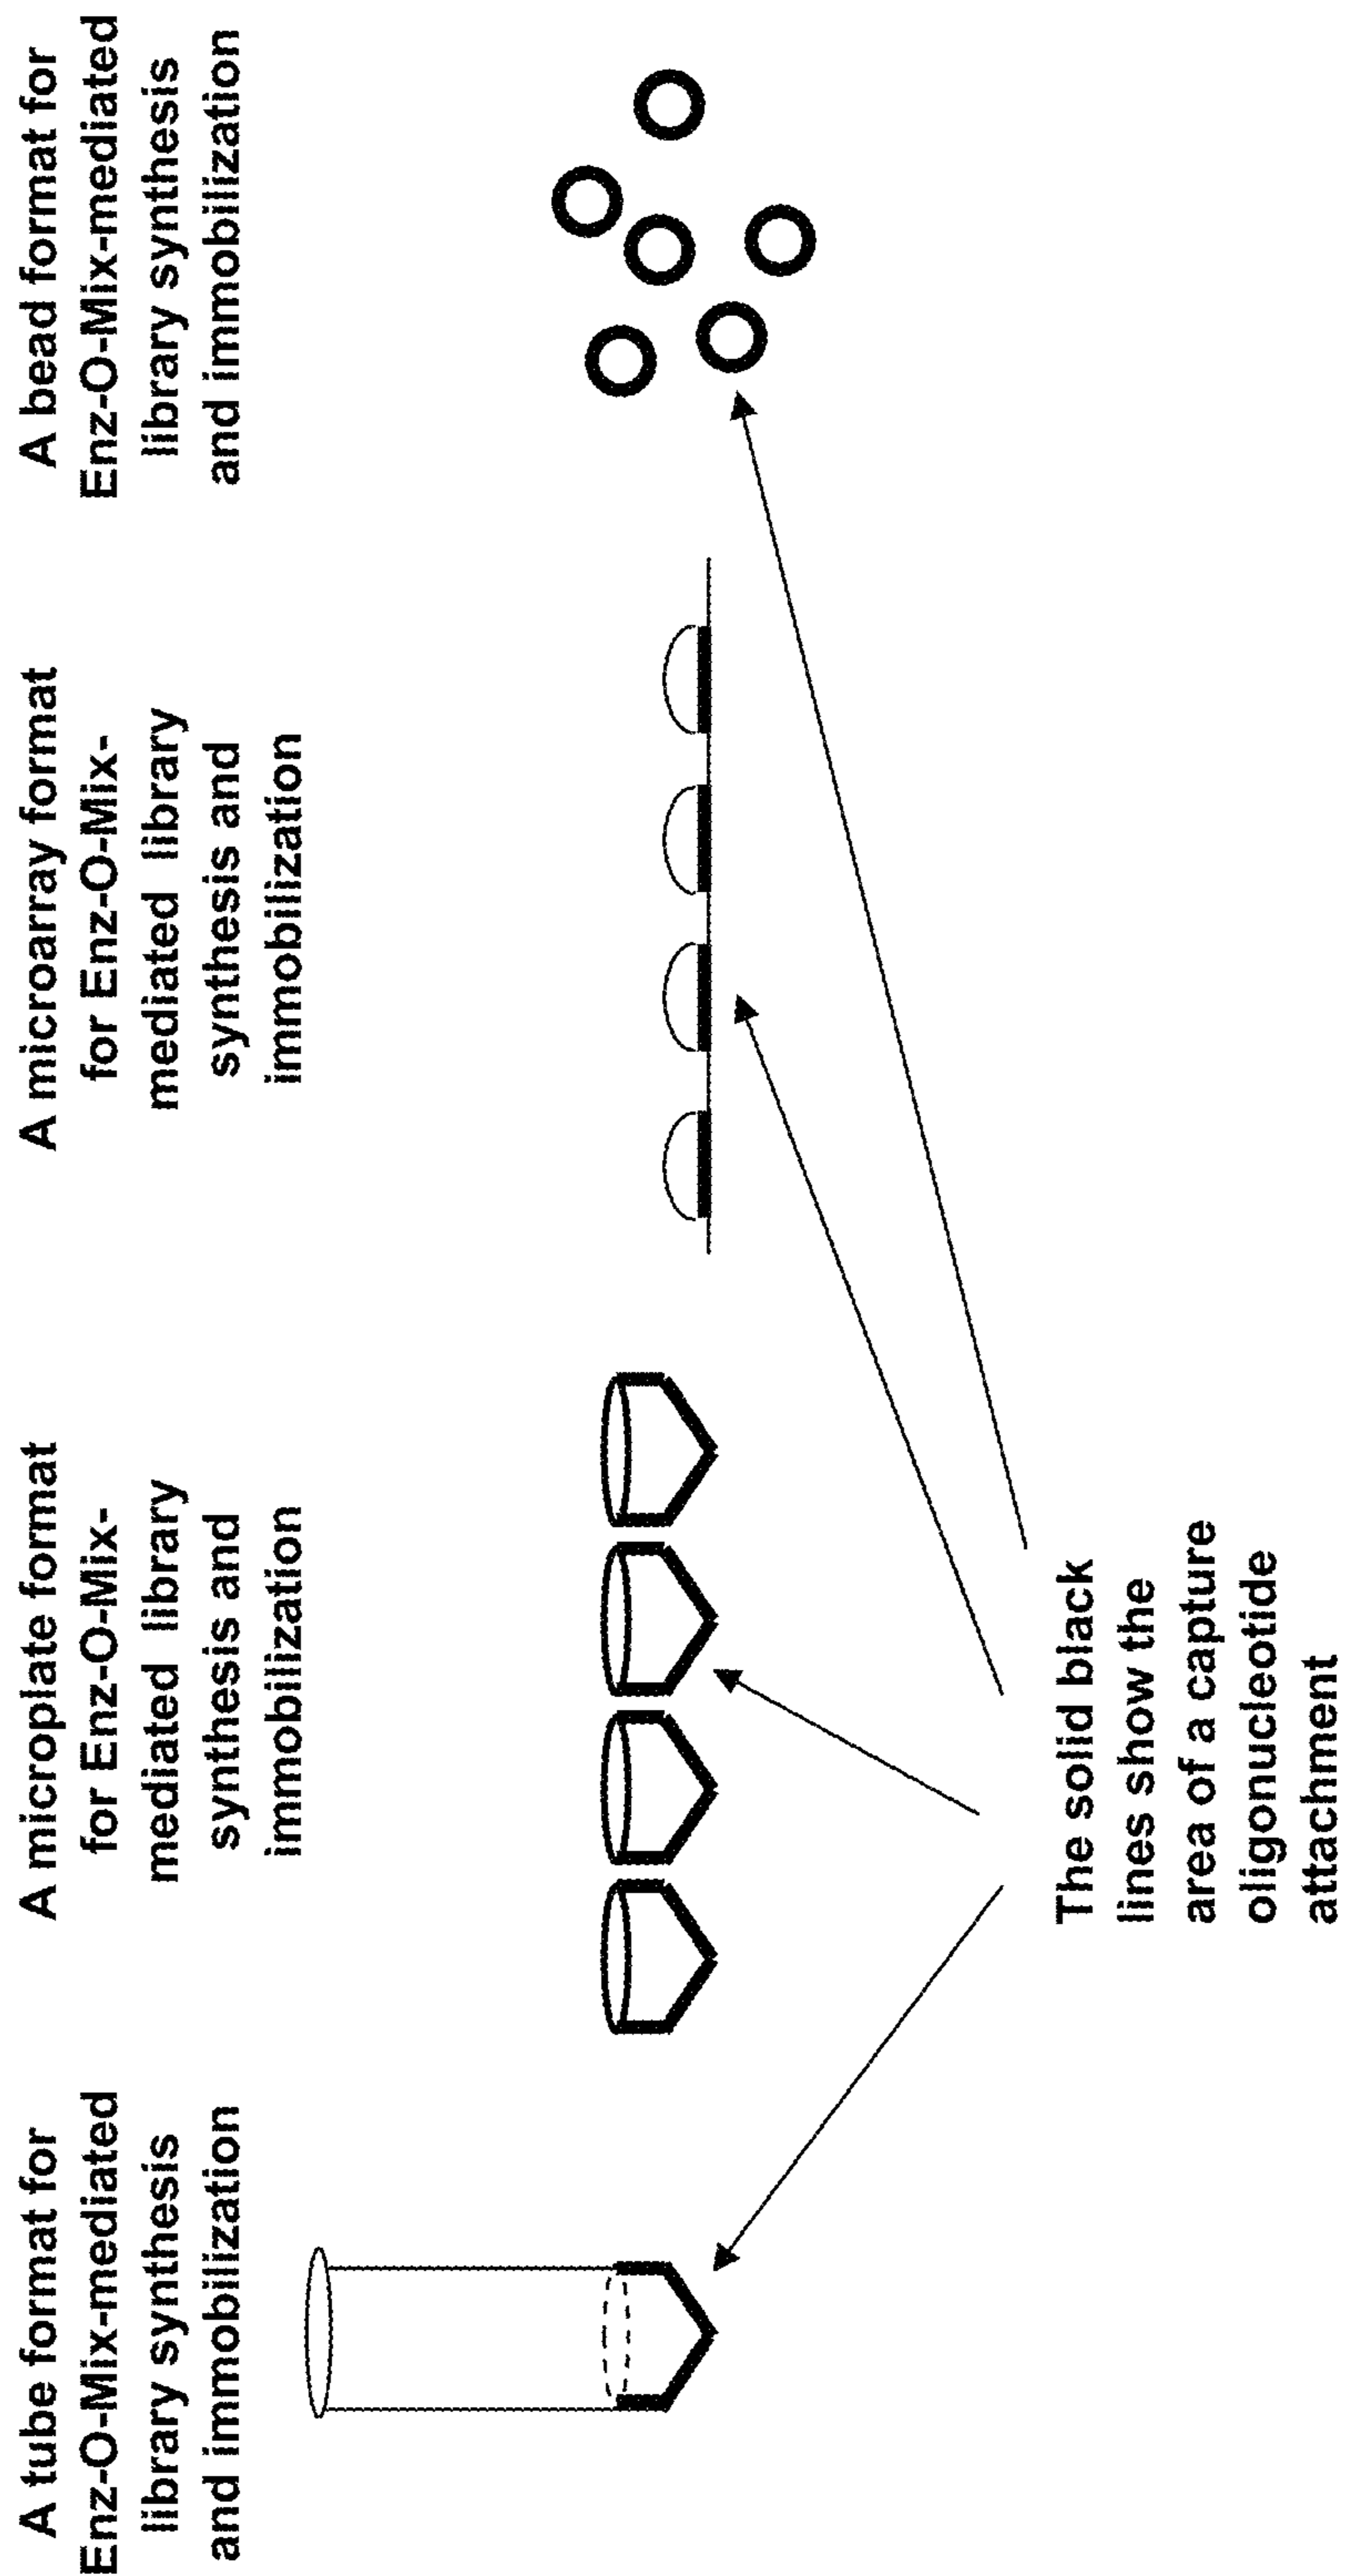 A tube format for
Enz-O-Mix-mediated
library synthesis
and immobilization
A microplate format
for Enz-O-Mix-
mediated library
synthesis and
immobilization
A microarray format
for Enz-O-Mix-
mediated library
synthesis and
immobilization
A bead format for
Enz-O-Mix-mediated
library synthesis
and immobilization
The solid black
lines show the
area of a capture
oligonucleotide
attachment